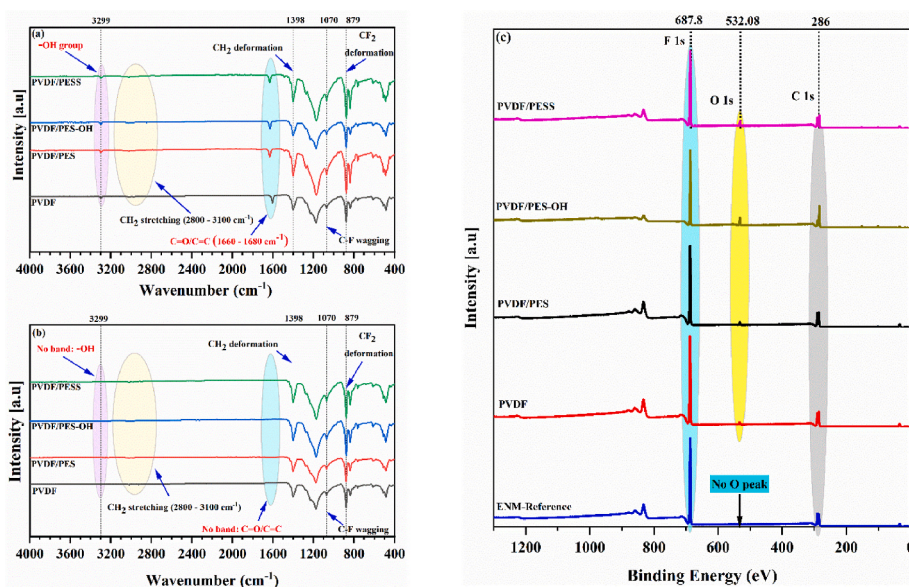 3299 1398 1070 879
(a)
-OH group
CH2 deformation
CF2
deformation
PVDF/PESS
PVDF/PES-OH
PVDF/PES
PVDF
CH2 stretching (2800 - 3100 cm-1)
C=O/C=C (1660 - 1680 cm-1)
C-F wagging
Intensity [a.u]
4000 3600 3200 2800 2400 2000 1600 1200 800 400
Wavenumber (cm-1)
3299 1398 1070 879
(b)
No band: -OH
CH2 deformation
CF2
deformation
PVDF/PESS
PVDF/PES-OH
PVDF/PES
PVDF
CH2 stretching (2800 - 3100 cm-1)
No band: C=O/C=C
C-F wagging
Intensity [a.u]
4000 3600 3200 2800 2400 2000 1600 1200 800 400
Wavenumber (cm-1)
687.8 532.08 286
(c)
F 1s
O 1s
C 1s
PVDF/PESS
PVDF/PES-OH
PVDF/PES
PVDF
No O peak
ENM-Reference
Intensity [a.u]
1200 1000 800 600 400 200 0
Binding Energy (eV)